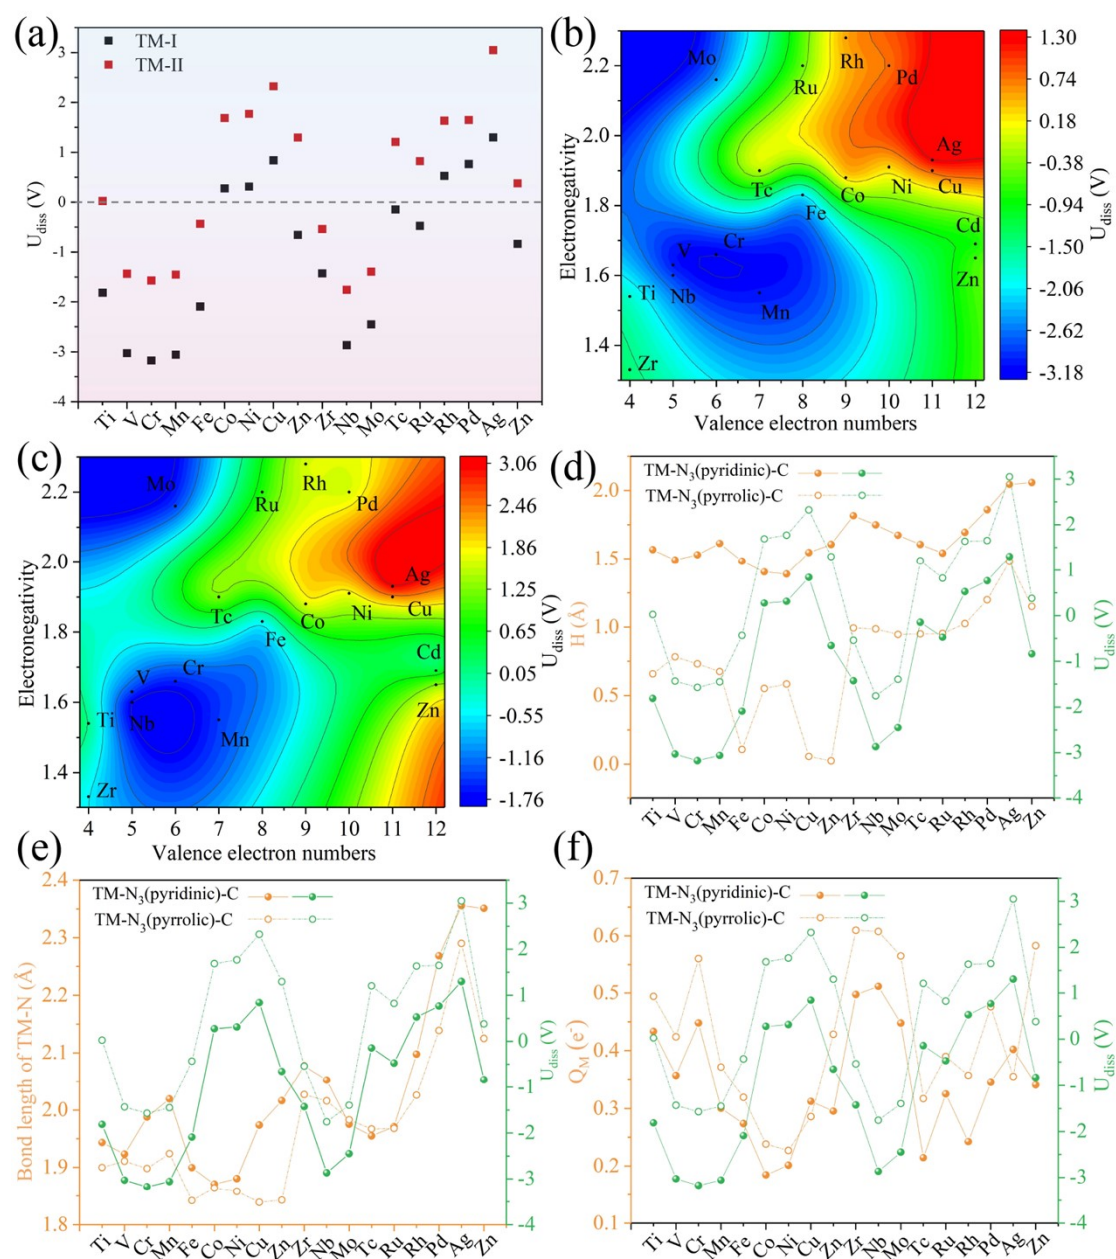 (a)
TM-I
TM-II
U_diss (V)
3
2
1
0
-1
-2
-3
-4
Ti V Cr Mn Fe Co Ni Cu Zn Zr Nb Mo Tc Ru Rh Pd Ag Zn
(b)
Electronegativity
2.2
2.0
1.8
1.6
1.4
Mo
Rh
Ru
Pd
Ag
Tc
Co
Ni
Cu
Fe
V
Cr
Cd
Ti
Nb
Mn
Zn
Zr
4 5 6 7 8 9 10 11 12
Valence electron numbers
1.30
0.74
0.18
-0.38
-0.94
-1.50
-2.06
-2.62
-3.18
U_diss (V)
(c)
Electronegativity
2.2
2.0
1.8
1.6
1.4
Mo
Ru
Rh
Pd
Ag
Tc
Co
Ni
Cu
Fe
V
Cr
Cd
Ti
Nb
Mn
Zn
Zr
4 5 6 7 8 9 10 11 12
Valence electron numbers
3.06
2.46
1.86
1.26
0.65
0.05
-0.55
-1.16
-1.76
U_diss (V)
(d)
TM-N3(pyridinic)-C
TM-N3(pyrrolic)-C
H (Å)
2.0
1.5
1.0
0.5
0.0
U_diss (V)
3
2
1
0
-1
-2
-3
-4
Ti V Cr Mn Fe Co Ni Cu Zn Zr Nb Mo Tc Ru Rh Pd Ag Zn
(e)
TM-N3(pyridinic)-C
TM-N3(pyrrolic)-C
Bond length of TM-N (Å)
2.4
2.3
2.2
2.1
2.0
1.9
1.8
U_diss (V)
3
2
1
0
-1
-2
-3
-4
Ti V Cr Mn Fe Co Ni Cu Zn Zr Nb Mo Tc Ru Rh Pd Ag Zn
(f)
TM-N3(pyridinic)-C
TM-N3(pyrrolic)-C
Q_M (e⁻)
0.7
0.6
0.5
0.4
0.3
0.2
0.1
U_diss (V)
3
2
1
0
-1
-2
-3
-4
Ti V Cr Mn Fe Co Ni Cu Zn Zr Nb Mo Tc Ru Rh Pd Ag Zn